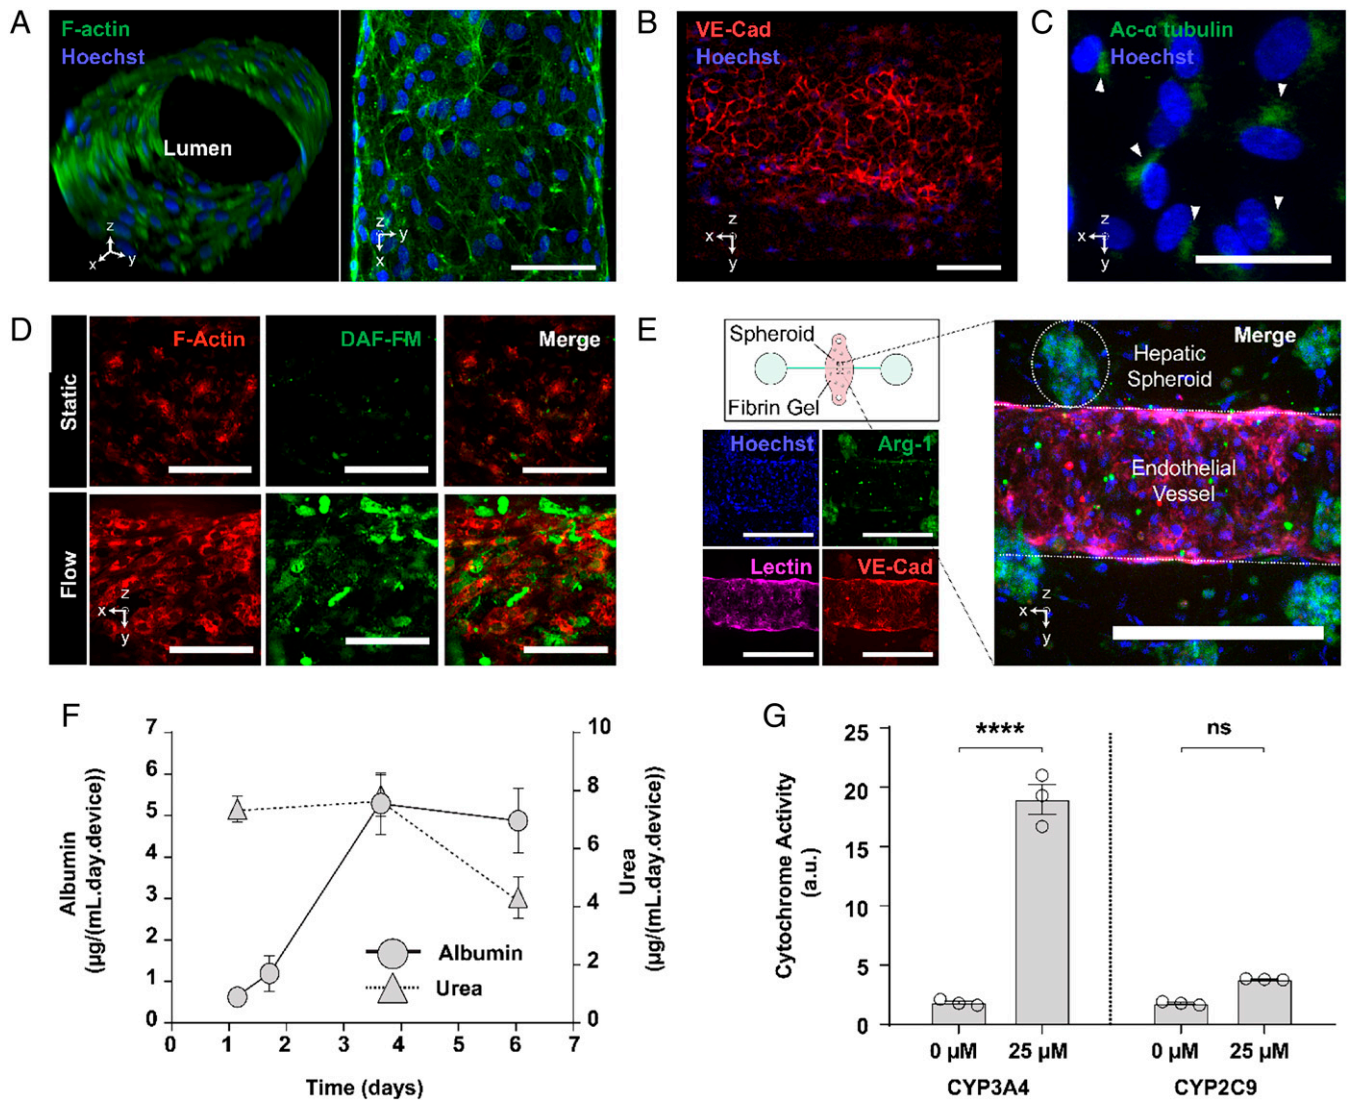 A
F-actin
Hoechst
Lumen
z
x
y
z
y
x
B
VE-Cad
Hoechst
z
x
y
C
Ac-α tubulin
Hoechst
z
x
y
D
Static
F-Actin
DAF-FM
Merge
Flow
z
x
y
E
Spheroid
Fibrin Gel
Hoechst
Arg-1
Lectin
VE-Cad
Merge
Hepatic
Spheroid
Endothelial
Vessel
z
x
y
F
Albumin
(µg/(mL.day.device))
7
6
5
4
3
2
1
0
10
8
6
4
2
0
Urea
(µg/(mL.day.device))
Albumin
Urea
0 1 2 3 4 5 6 7
Time (days)
G
Cytochrome Activity
(a.u.)
25
20
15
10
5
0
**** ns
0 µM 25 µM 0 µM 25 µM
CYP3A4 CYP2C9